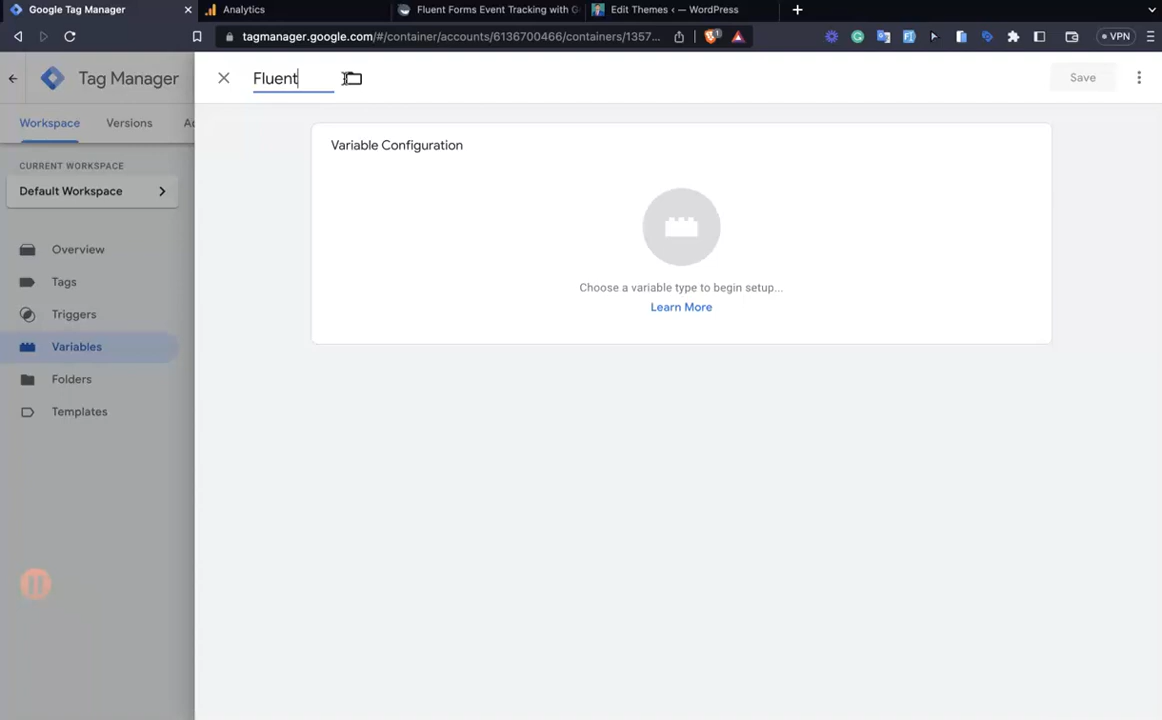 Google Tag Manager
Analytics
Fluent Forms Event Tracking with G
Edit Themes ‹ — WordPress
tagmanager.google.com/#/container/accounts/6136700466/containers/1357...
1
VPN
Tag Manager
Fluent
Save
Workspace
Versions
Ad
Variable Configuration
CURRENT WORKSPACE
Default Workspace
Overview
Tags
Choose a variable type to begin setup...
Learn More
Triggers
Variables
Folders
Templates